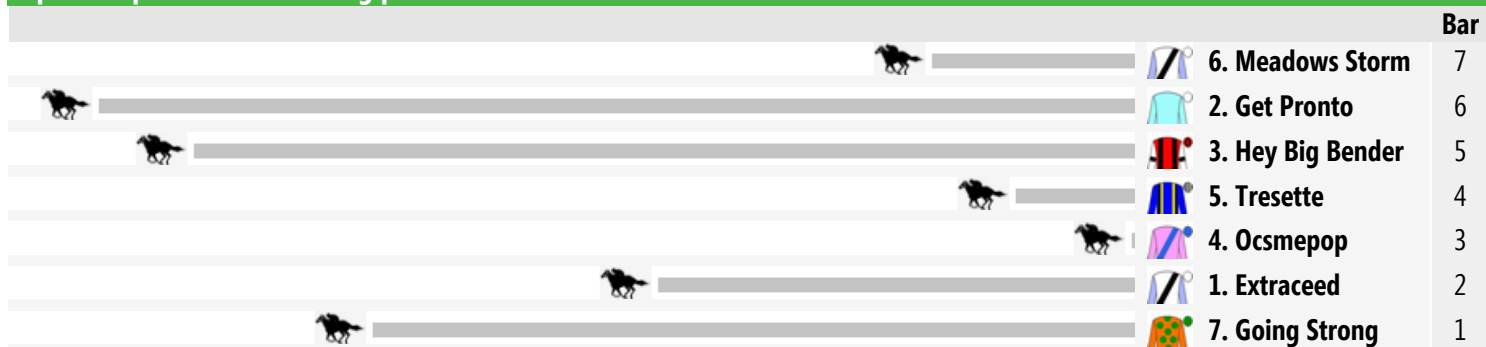 Bar
6. Meadows Storm 7
2. Get Pronto 6
3. Hey Big Bender 5
5. Tresette 4
4. Ocsmepop 3
1. Extraceed 2
7. Going Strong 1